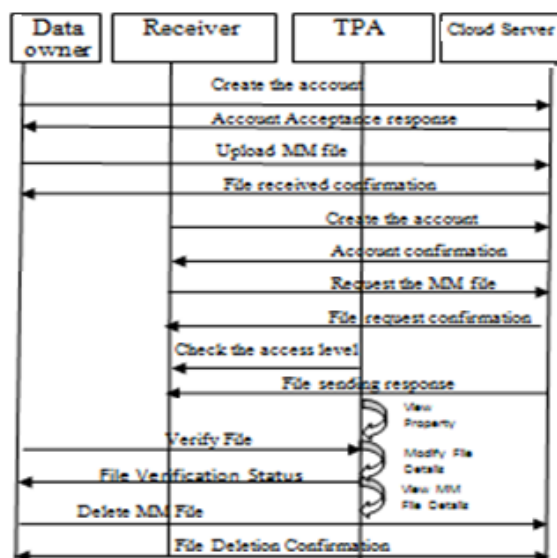 Data owner
Receiver
TPA
Cloud Server
Create the account
Account Acceptance response
Upload MM file
File received confirmation
Create the account
Account confirmation
Request the MM file
File request confirmation
Check the access level
File sending response
View
Property
Verify File
Modify File
Details
File Verification Status
View MM
File Details
Delete MM File
File Deletion Confirmation